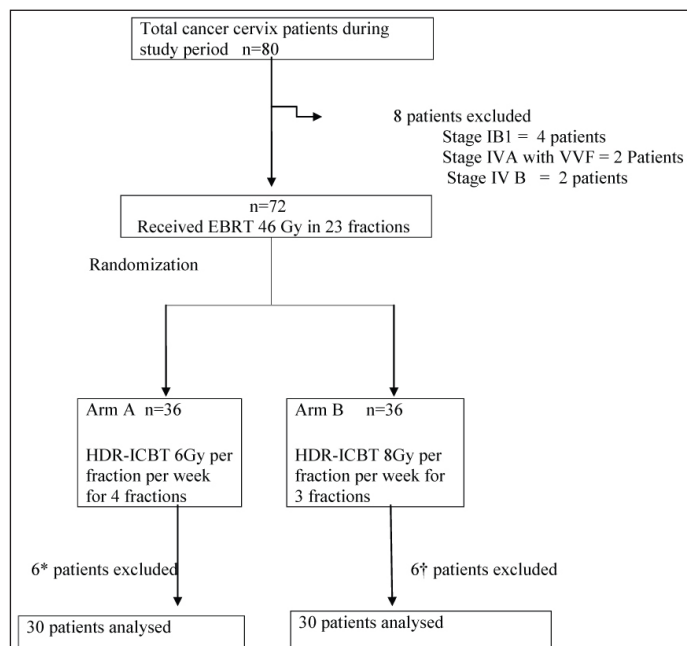 Total cancer cervix patients during
study period n=80
8 patients excluded
Stage IB1 = 4 patients
Stage IVA with VVF = 2 Patients
Stage IV B = 2 patients
n=72
Received EBRT 46 Gy in 23 fractions
Randomization
Arm A n=36
HDR-ICBT 6Gy per
fraction per week
for 4 fractions
Arm B n=36
HDR-ICBT 8Gy per
fraction per week for
3 fractions
6* patients excluded
6† patients excluded
30 patients analysed
30 patients analysed